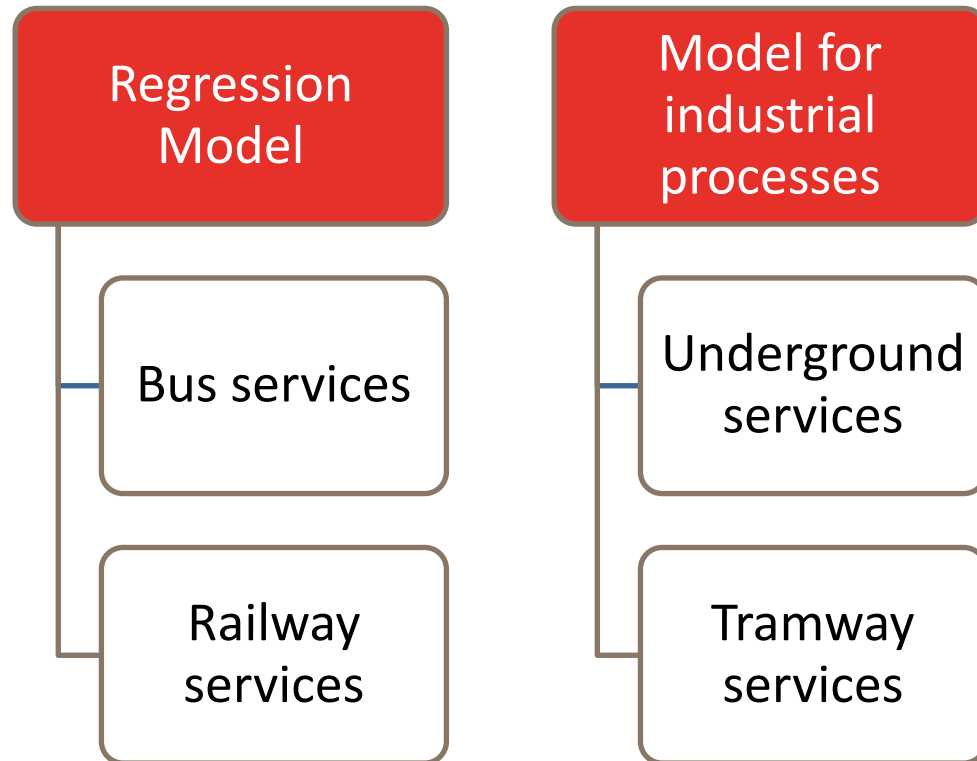 Regression
Model
Bus services
Railway
services
Model for
industrial
processes
Underground
services
Tramway
services